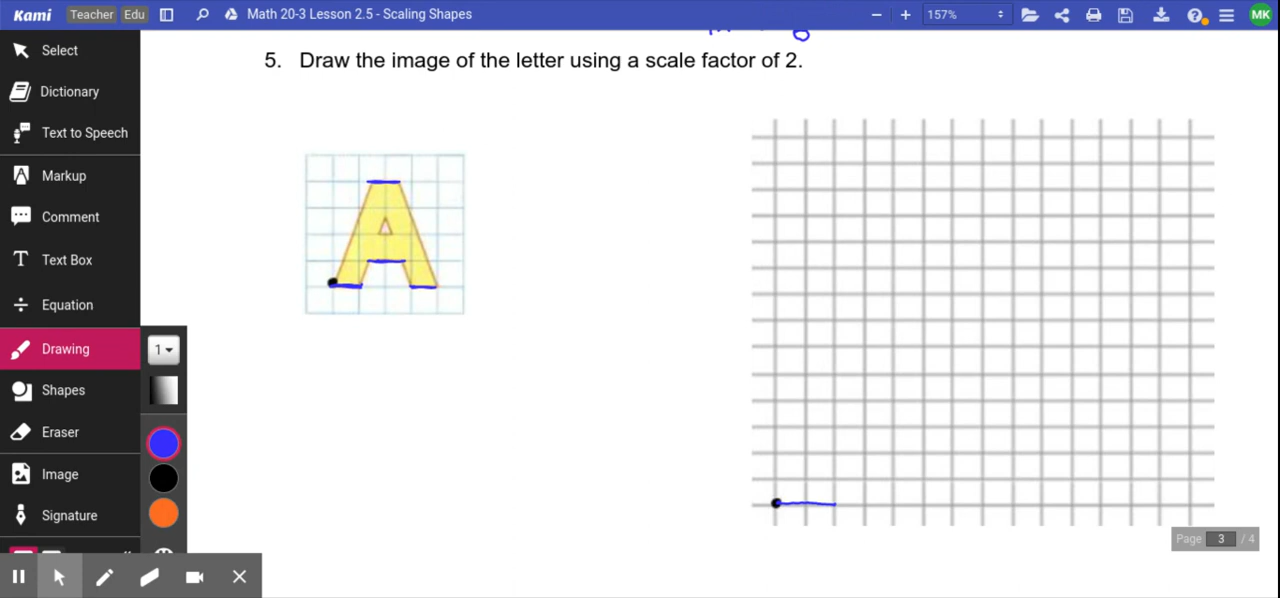 Kami Teacher Edu Math 20-3 Lesson 2.5 - Scaling Shapes 157% MK
Select
Dictionary
Text to Speech
Markup
Comment
Text Box
Equation
Drawing
1
Shapes
Eraser
Image
Signature
5. Draw the image of the letter using a scale factor of 2.
A
Page 3 / 4